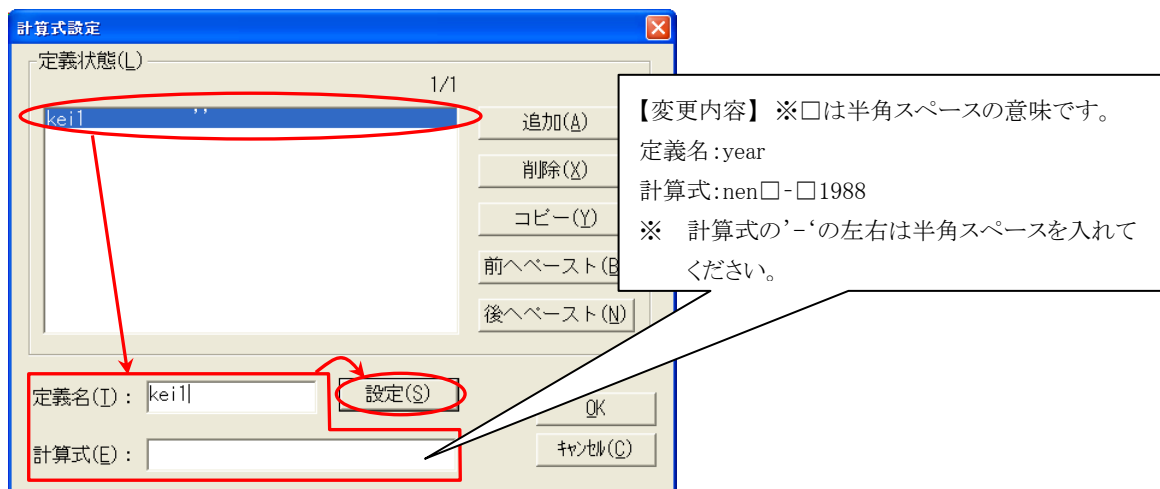 計算式設定
定義状態(L)
1/1
kei1 ''
追加(A)
削除(X)
コピー(Y)
前へペースト(B
後へペースト(N)
定義名(T): kei1
設定(S)
計算式(E):
OK
キャンセル(C)
【変更内容】 ※□は半角スペースの意味です。
定義名:year
計算式:nen□-□1988
※ 計算式の’-‘の左右は半角スペースを入れて
ください。